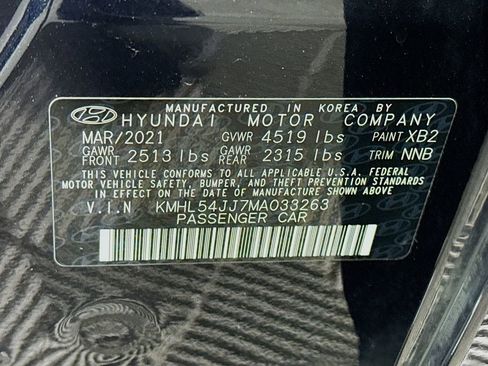 MANUFACTURED IN KOREA BY
HYUNDAI MOTOR COMPANY
MAR/2021 GVWR 4519 lbs PAINT XB2
GAWR FRONT 2513 lbs GAWR REAR 2315 lbs TRIM NNB
THIS VEHICLE CONFORMS TO ALL APPLICABLE U.S.A. FEDERAL
MOTOR VEHICLE SAFETY, BUMPER, AND THEFT PREVENTION STANDARDS
IN EFFECT ON THE DATE OF MANUFACTURE SHOWN ABOVE.
V.I.N KMHL54JJ7MA033263
PASSENGER CAR